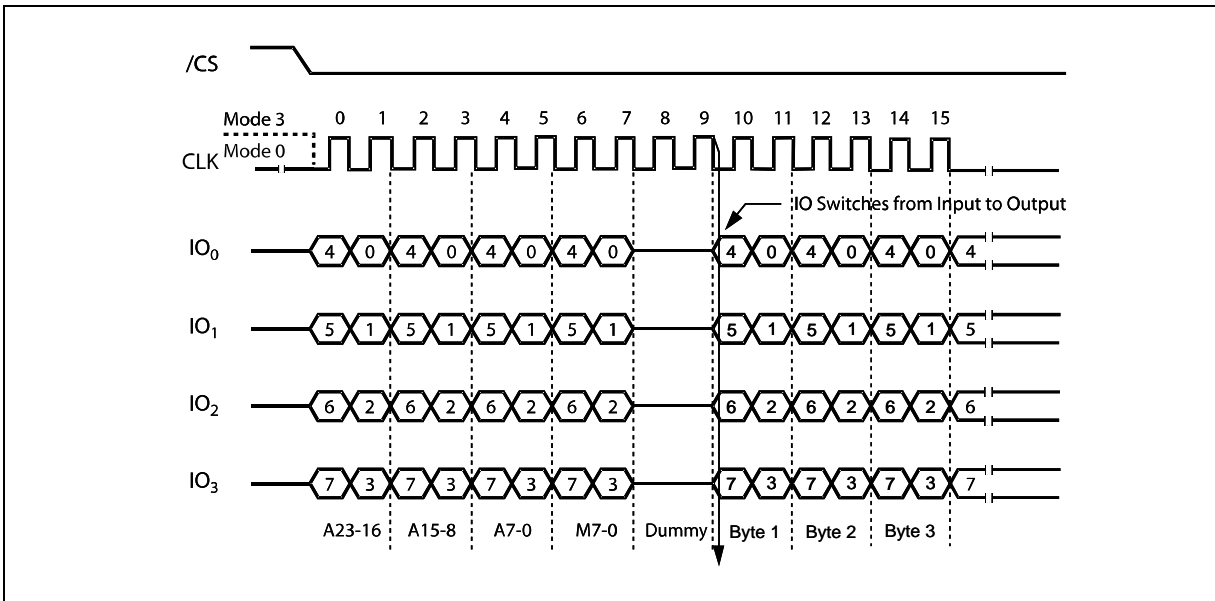 /CS
Mode 3 0 1 2 3 4 5 6 7 8 9 10 11 12 13 14 15
Mode 0
CLK
IO Switches from Input to Output
IO0 4 0 4 0 4 0 4 0 4 0 4 0 4 0 4
IO1 5 1 5 1 5 1 5 1 5 1 5 1 5 1 5
IO2 6 2 6 2 6 2 6 2 6 2 6 2 6 2 6
IO3 7 3 7 3 7 3 7 3 7 3 7 3 7 3 7
A23-16 A15-8 A7-0 M7-0 Dummy Byte 1 Byte 2 Byte 3